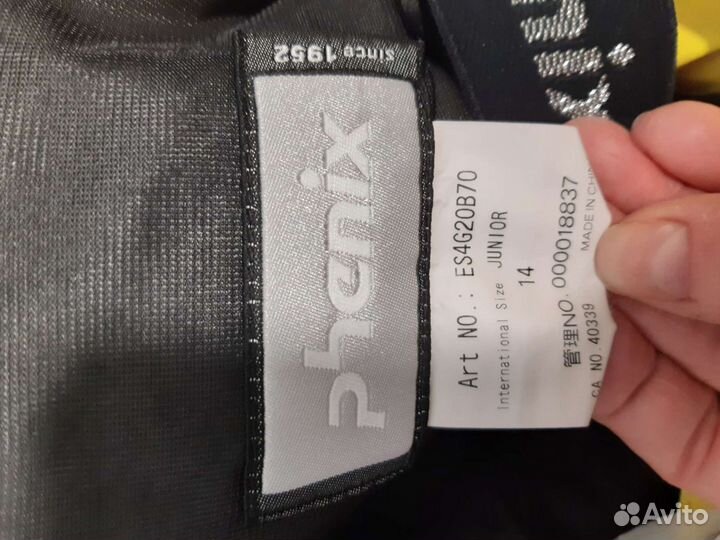 since 1952
phenix
Art NO.: ES4G20B70
International Size JUNIOR
14
管理NO. 000018837
MADE IN CHIN
CA NO. 40339
Avito